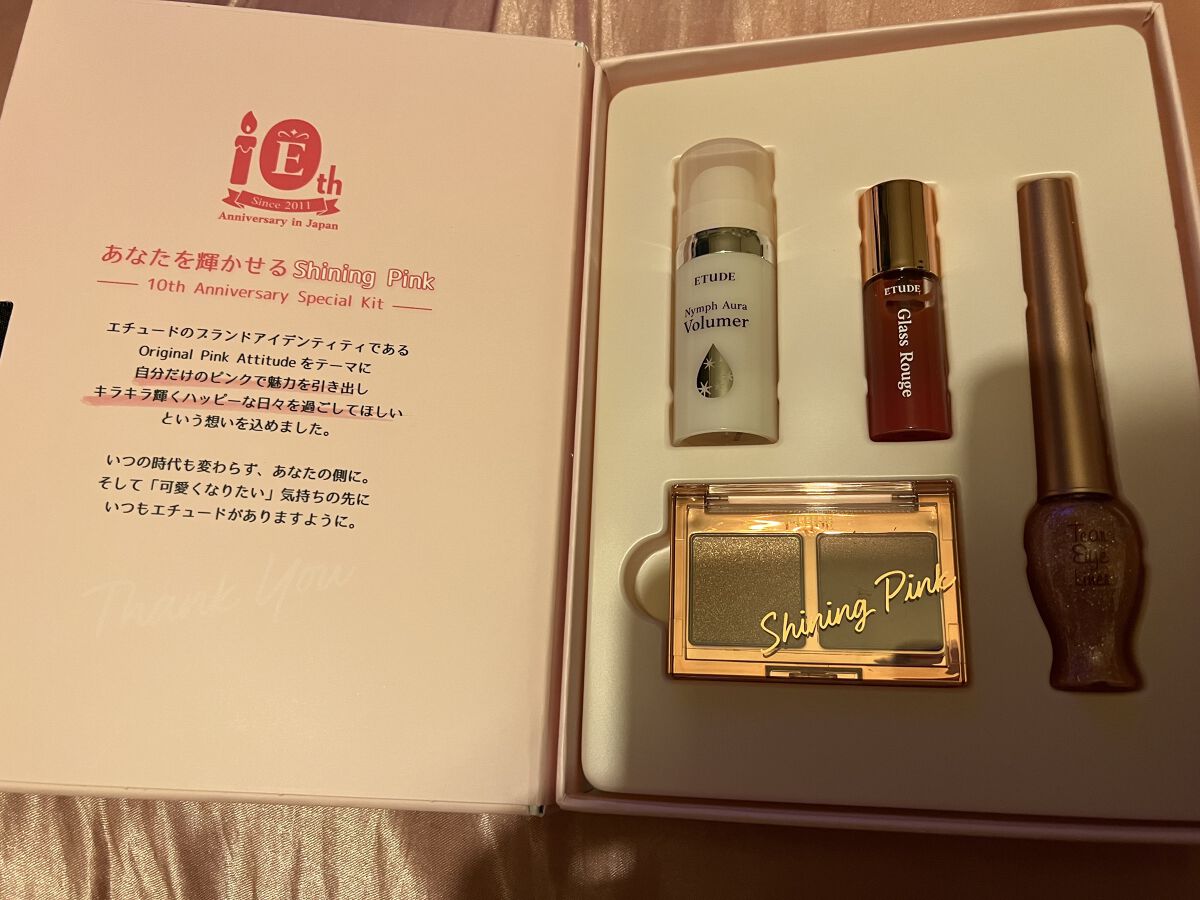 10th
Since 2011
Anniversary in Japan
あなたを輝かせる Shining Pink
10th Anniversary Special Kit
エチュードのブランドアイデンティティである
Original Pink Attitudeをテーマに
自分だけのピンクで魅力を引き出し
キラキラ輝くハッピーな日々を過ごしてほしい
という想いを込めました。
いつの時代も変わらず、あなたの側に。
そして「可愛くなりたい」気持ちの先に
いつもエチュードがありますように。
Thank You
ETUDE
Nymph Aura
Volumer
ETUDE
Glass Rouge
Shining Pink
Tear
Eye
Liner